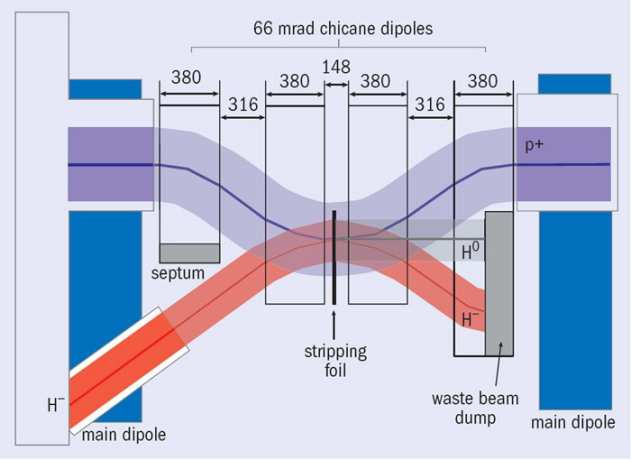 66 mrad chicane dipoles
148
380
380
380
380
316
316
p+
H⁰
septum
H⁻
stripping
foil
H⁻
waste beam
dump
main dipole
main dipole